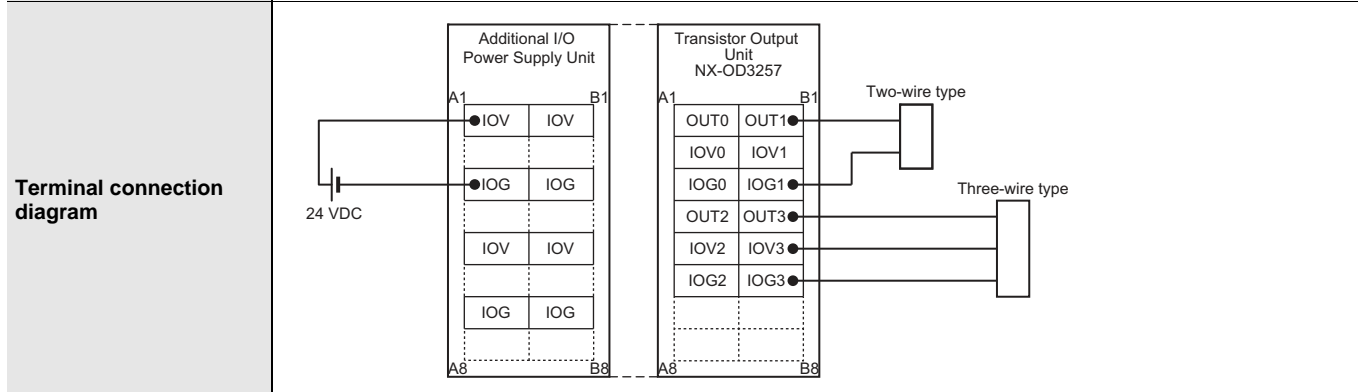 Terminal connection
diagram
Additional I/O
Power Supply Unit
A1 B1
IOV IOV
IOG IOG
IOV IOV
IOG IOG
A8 B8
24 VDC
Transistor Output
Unit
NX-OD3257
A1 B1
OUT0 OUT1
IOV0 IOV1
IOG0 IOG1
OUT2 OUT3
IOV2 IOV3
IOG2 IOG3
A8 B8
Two-wire type
Three-wire type